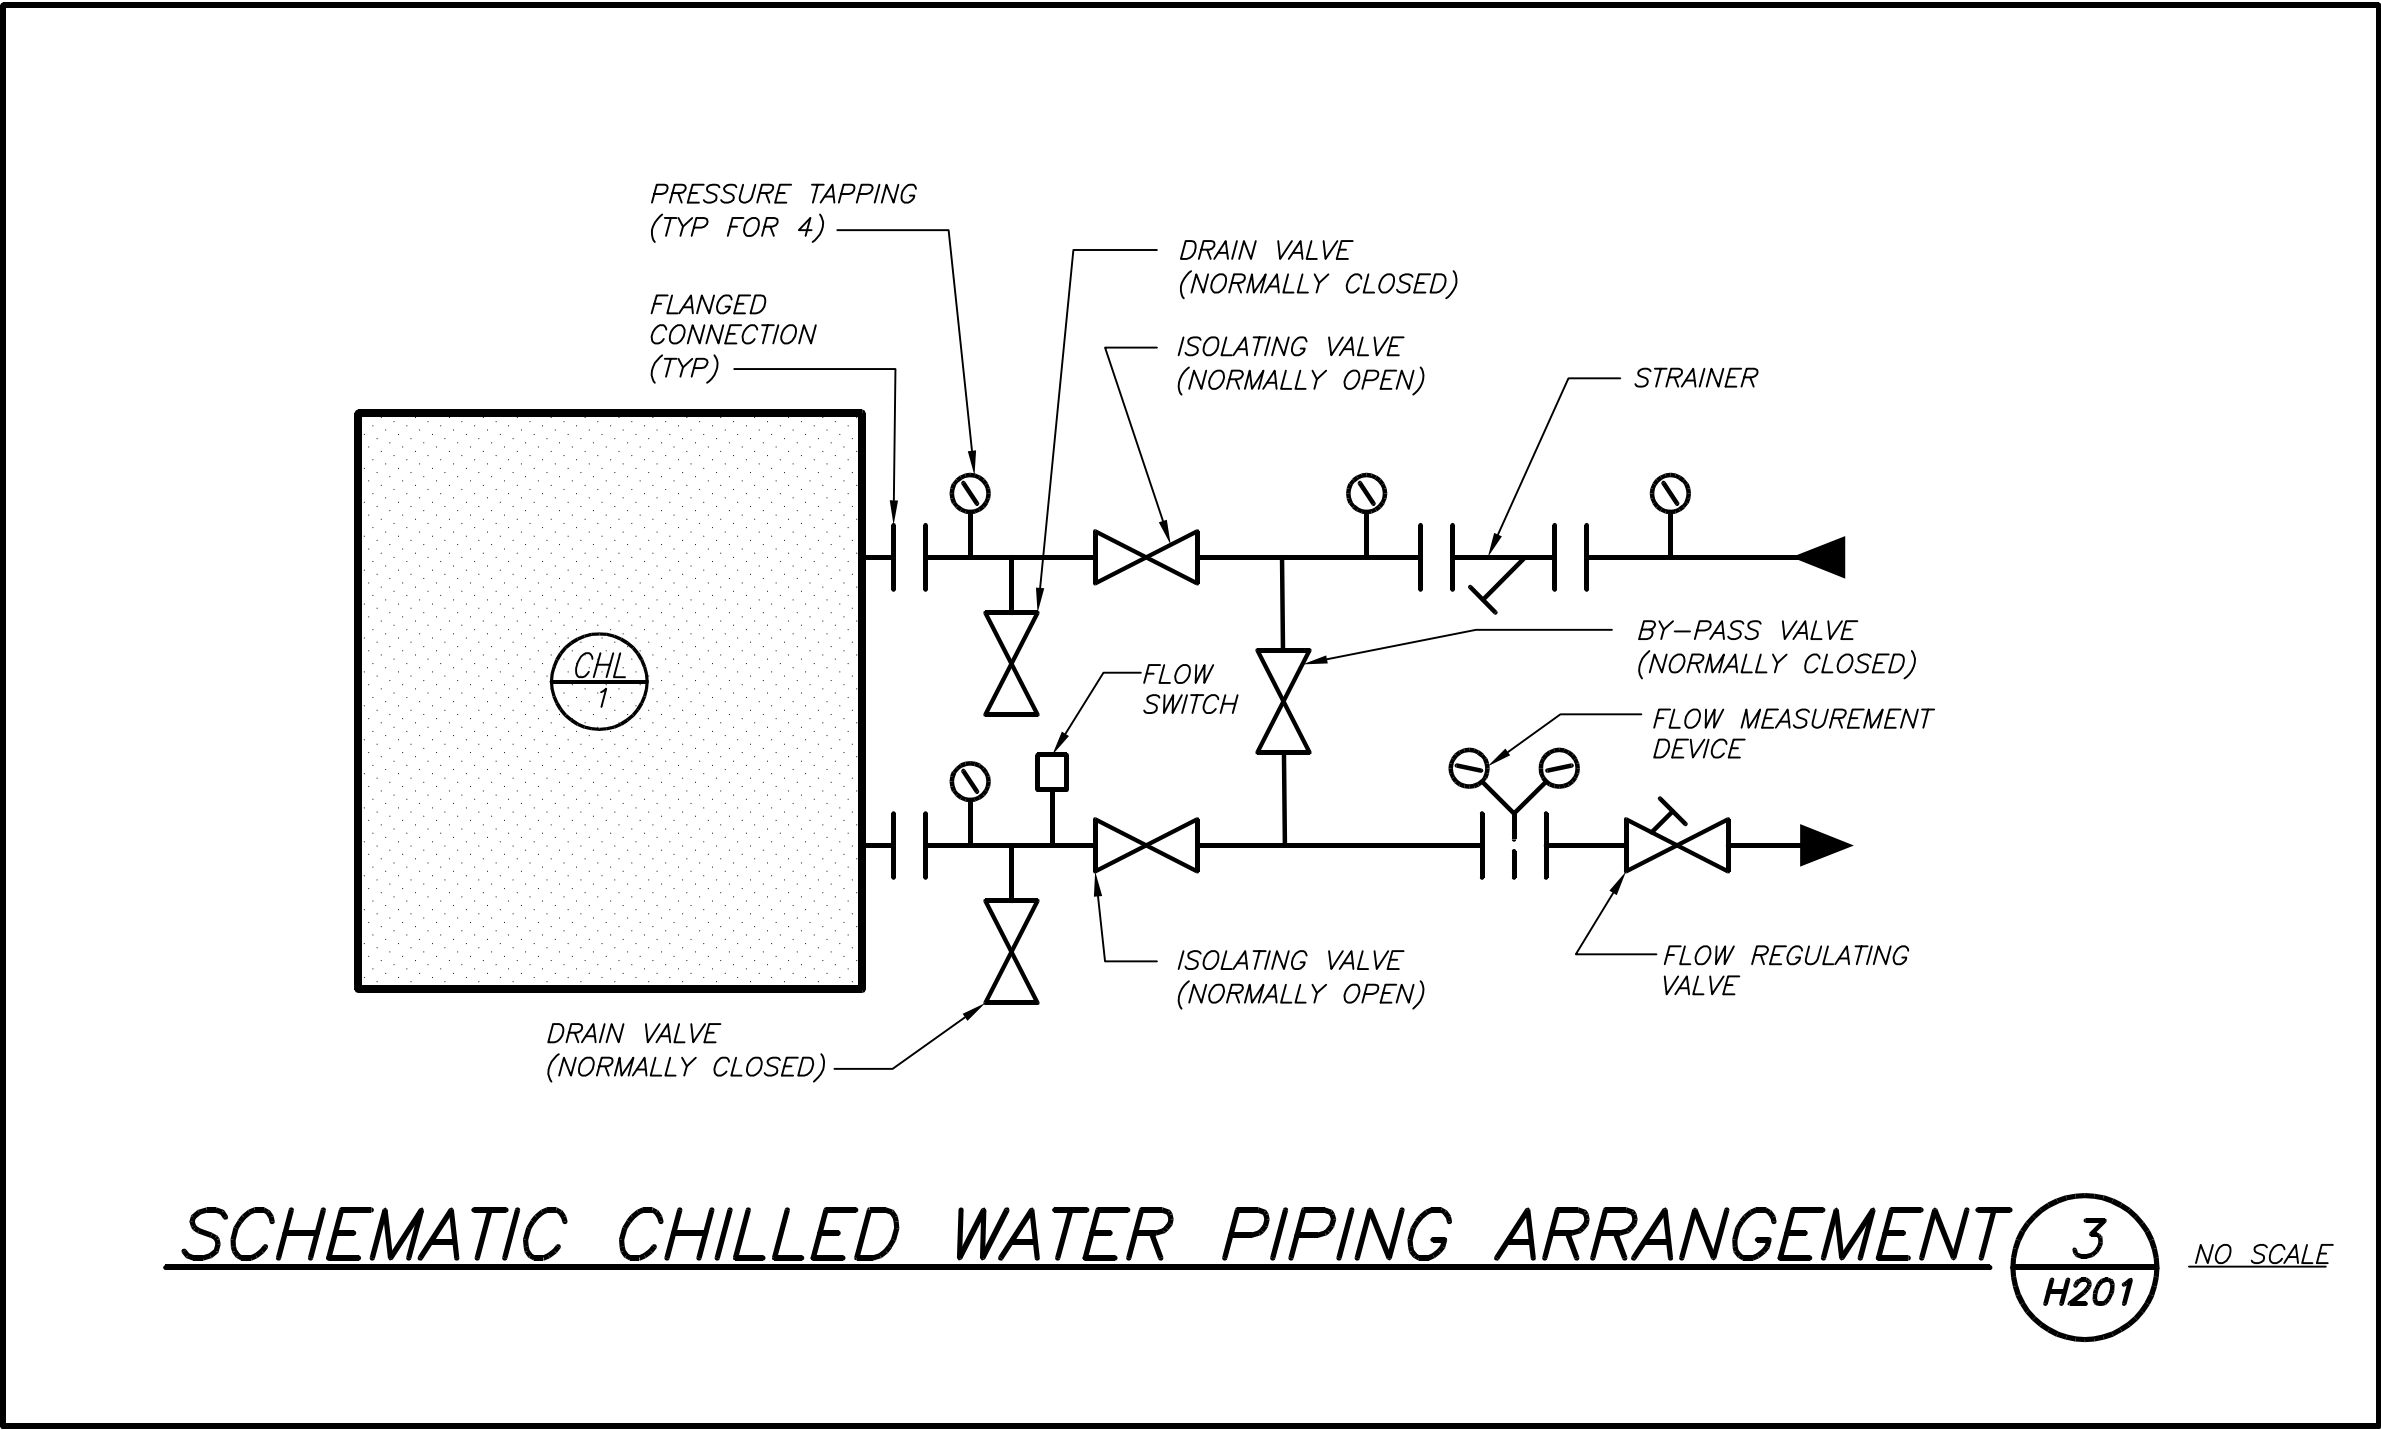 PRESSURE TAPPING
(TYP FOR 4)
DRAIN VALVE
(NORMALLY CLOSED)
FLANGED
CONNECTION
(TYP)
ISOLATING VALVE
(NORMALLY OPEN)
STRAINER
CHL
1
FLOW
SWITCH
BY-PASS VALVE
(NORMALLY CLOSED)
FLOW MEASUREMENT
DEVICE
ISOLATING VALVE
(NORMALLY OPEN)
FLOW REGULATING
VALVE
DRAIN VALVE
(NORMALLY CLOSED)
SCHEMATIC CHILLED WATER PIPING ARRANGEMENT
3
H201
NO SCALE